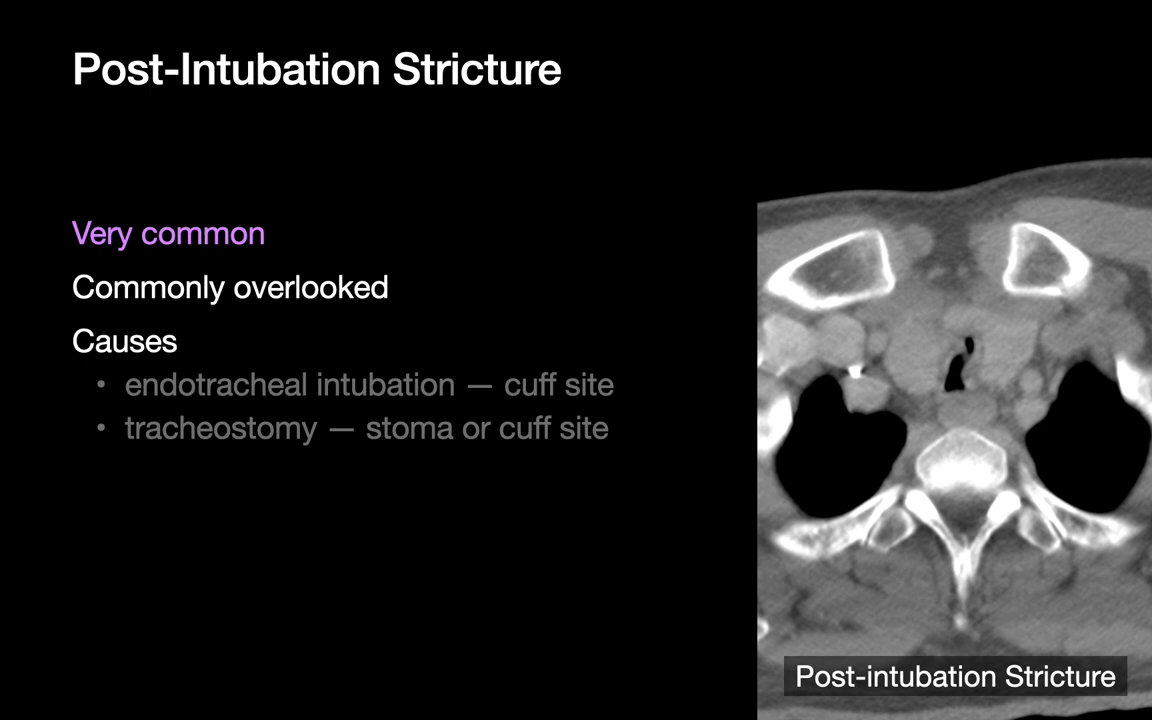 Post-Intubation Stricture
Very common
Commonly overlooked
Causes
• endotracheal intubation — cuff site
• tracheostomy — stoma or cuff site
Post-intubation Stricture